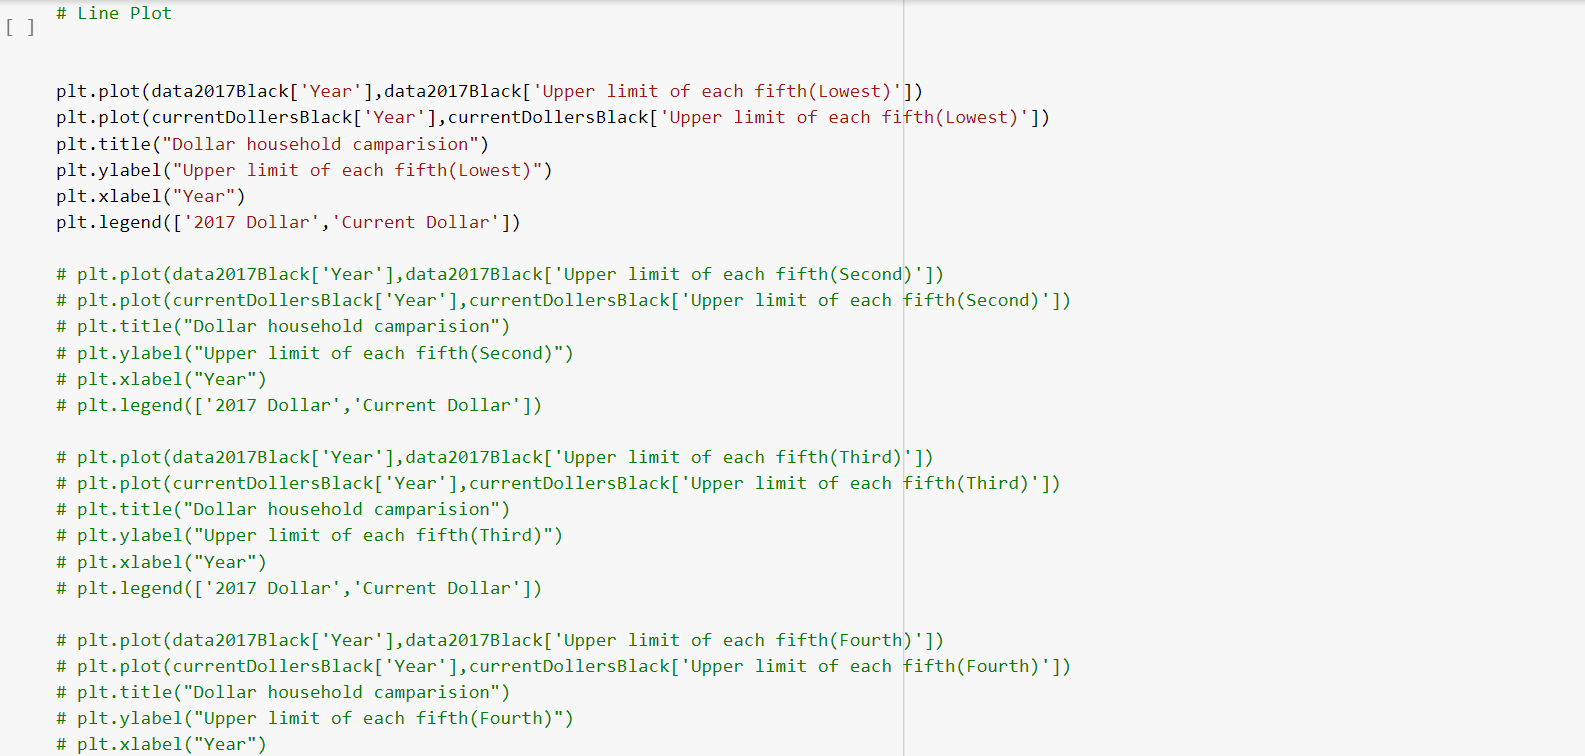 # Line Plot
[ ]
plt.plot(data2017Black['Year'],data2017Black['Upper limit of each fifth(Lowest)'])
plt.plot(currentDollersBlack['Year'],currentDollersBlack['Upper limit of each fifth(Lowest)'])
plt.title("Dollar household camparision")
plt.ylabel("Upper limit of each fifth(Lowest)")
plt.xlabel("Year")
plt.legend(['2017 Dollar','Current Dollar'])
# plt.plot(data2017Black['Year'],data2017Black['Upper limit of each fifth(Second)'])
# plt.plot(currentDollersBlack['Year'],currentDollersBlack['Upper limit of each fifth(Second)'])
# plt.title("Dollar household camparision")
# plt.ylabel("Upper limit of each fifth(Second)")
# plt.xlabel("Year")
# plt.legend(['2017 Dollar','Current Dollar'])
# plt.plot(data2017Black['Year'],data2017Black['Upper limit of each fifth(Third)'])
# plt.plot(currentDollersBlack['Year'],currentDollersBlack['Upper limit of each fifth(Third)'])
# plt.title("Dollar household camparision")
# plt.ylabel("Upper limit of each fifth(Third)")
# plt.xlabel("Year")
# plt.legend(['2017 Dollar','Current Dollar'])
# plt.plot(data2017Black['Year'],data2017Black['Upper limit of each fifth(Fourth)'])
# plt.plot(currentDollersBlack['Year'],currentDollersBlack['Upper limit of each fifth(Fourth)'])
# plt.title("Dollar household camparision")
# plt.ylabel("Upper limit of each fifth(Fourth)")
# plt.xlabel("Year")